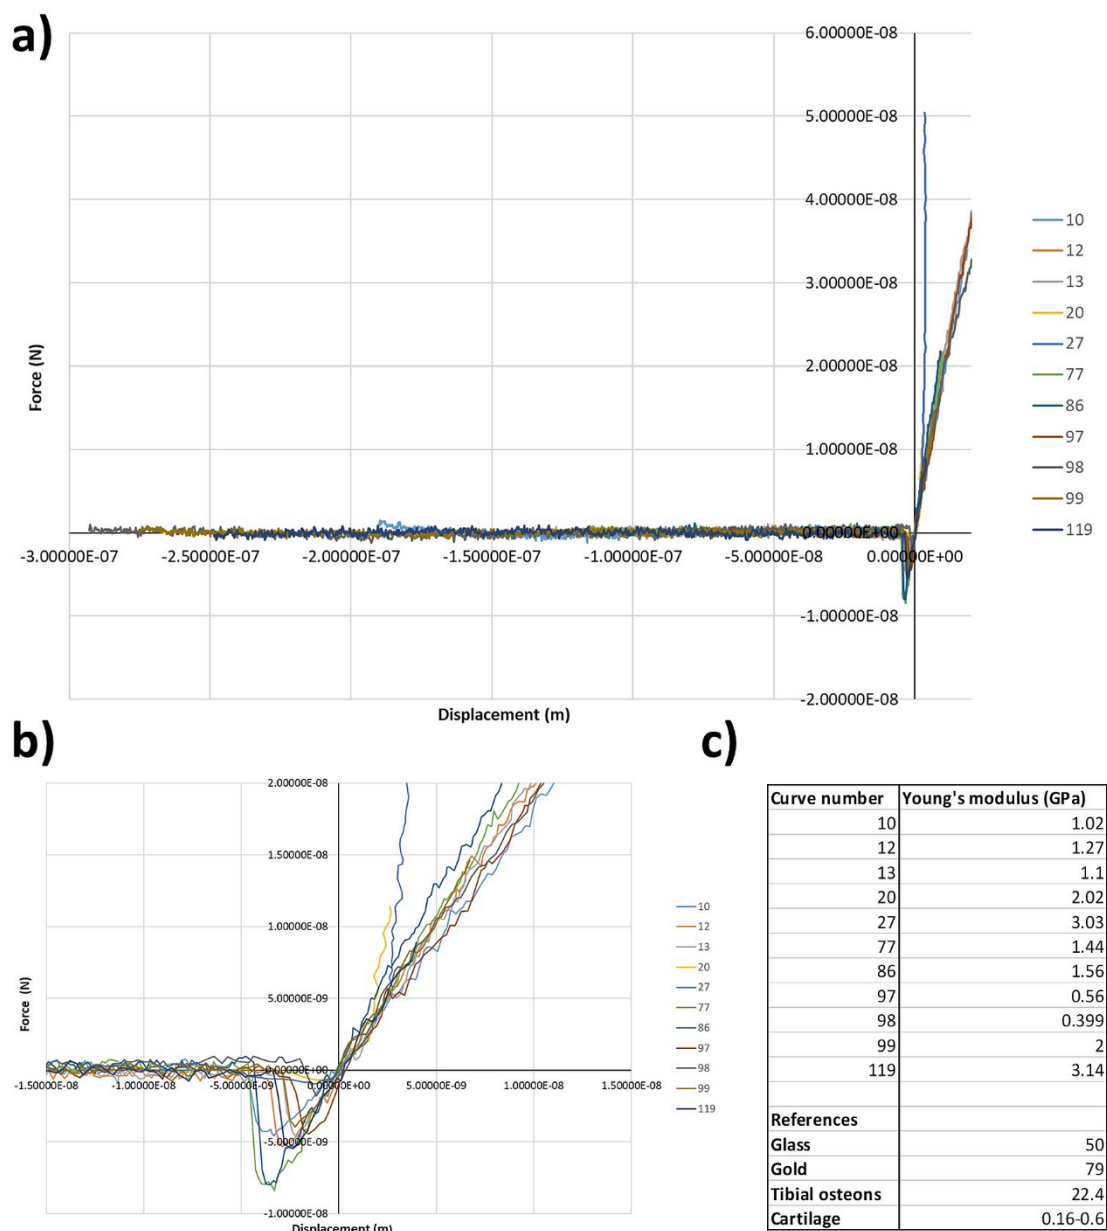 a)
6.00000E-08
5.00000E-08
4.00000E-08
3.00000E-08
2.00000E-08
1.00000E-08
0.00000E+00
-1.00000E-08
-2.00000E-08
Force (N)
-3.00000E-07 -2.50000E-07 -2.00000E-07 -1.50000E-07 -1.00000E-07 -5.00000E-08 0.00000E+00
Displacement (m)
10
12
13
20
27
77
86
97
98
99
119
b)
2.00000E-08
1.50000E-08
1.00000E-08
5.00000E-09
0.00000E+00
-5.00000E-09
-1.00000E-08
Force (N)
-1.50000E-08 -1.00000E-08 -5.00000E-09 0.00000E+00 5.00000E-09 1.00000E-08 1.50000E-08
Displacement (m)
10
12
13
20
27
77
86
97
98
99
119
c)
Curve number Young's modulus (GPa)
10 1.02
12 1.27
13 1.1
20 2.02
27 3.03
77 1.44
86 1.56
97 0.56
98 0.399
99 2
119 3.14
References
Glass 50
Gold 79
Tibial osteons 22.4
Cartilage 0.16-0.6